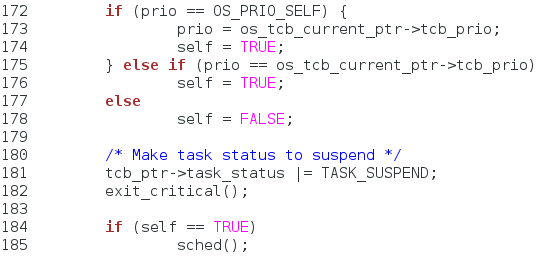 172 if (prio == OS_PRIO_SELF) {
173 prio = os_tcb_current_ptr->tcb_prio;
174 self = TRUE;
175 } else if (prio == os_tcb_current_ptr->tcb_prio)
176 self = TRUE;
177 else
178 self = FALSE;
179
180 /* Make task status to suspend */
181 tcb_ptr->task_status |= TASK_SUSPEND;
182 exit_critical();
183
184 if (self == TRUE)
185 sched();